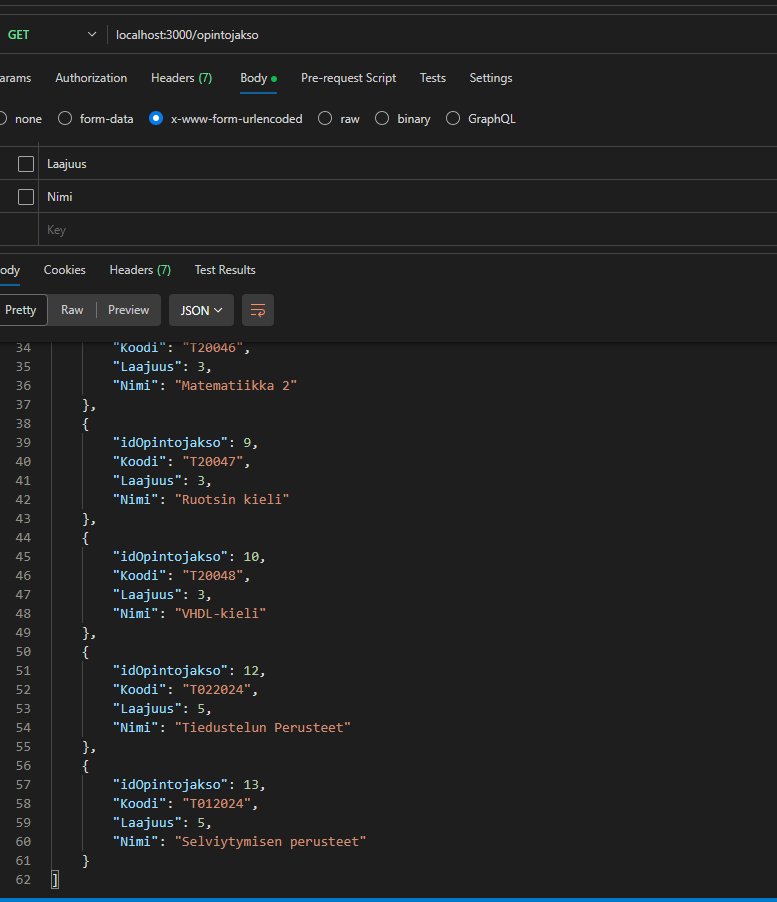 GET localhost:3000/opintojakso
arams Authorization Headers (7) Body Pre-request Script Tests Settings
none form-data x-www-form-urlencoded raw binary GraphQL
Laajuus
Nimi
Key
ody Cookies Headers (7) Test Results
Pretty Raw Preview JSON
34 "Koodi": "T20046",
35 "Laajuus": 3,
36 "Nimi": "Matematiikka 2"
37 },
38 {
39 "idOpintojakso": 9,
40 "Koodi": "T20047",
41 "Laajuus": 3,
42 "Nimi": "Ruotsin kieli"
43 },
44 {
45 "idOpintojakso": 10,
46 "Koodi": "T20048",
47 "Laajuus": 3,
48 "Nimi": "VHDL-kieli"
49 },
50 {
51 "idOpintojakso": 12,
52 "Koodi": "T022024",
53 "Laajuus": 5,
54 "Nimi": "Tiedustelun Perusteet"
55 },
56 {
57 "idOpintojakso": 13,
58 "Koodi": "T012024",
59 "Laajuus": 5,
60 "Nimi": "Selviytymisen perusteet"
61 }
62 ]